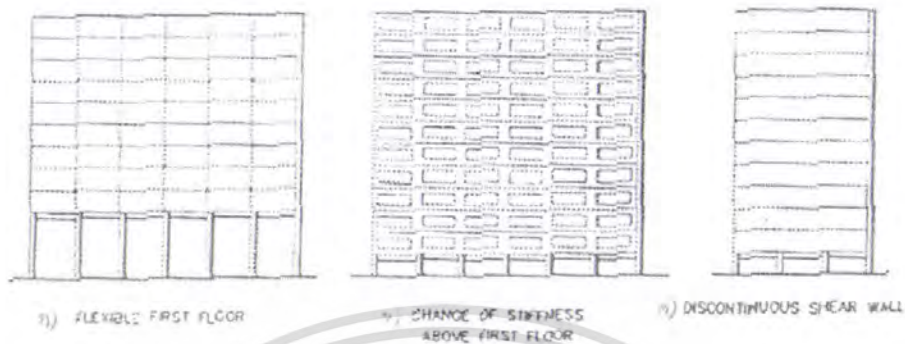 FLEXIBLE FIRST FLOOR
CHANGE OF STIFFNESS
ABOVE FIRST FLOOR
DISCONTINUOUS SHEAR WALL